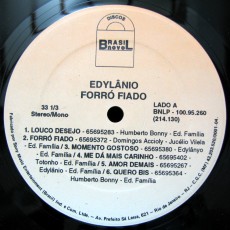 DISCOS
BRASIL
novel
EDYLÂNIO
FORRÓ FIADO
33 1/3
Stereo/Mono
LADO A
BNLP - 100.95.260
(214.130)
1. LOUCO DESEJO - 65695283 - Humberto Bonny - Ed. Família
2. FORRÓ FIADO - 65695372 - Domingos Accioly - Jucélio Vilela
- Ed. Família / 3. MOMENTO GOSTOSO - 65695380 - Edylânyo
- Ed. Família / 4. ME DÁ MAIS CARINHO - 65695402
Totonho - Ed. Família / 5. AMOR DEMAIS - 65695267
Edylânio - Ed. Família / 6. QUERO BIS - 65695364 -
Humberto Bonny - Ed. Família